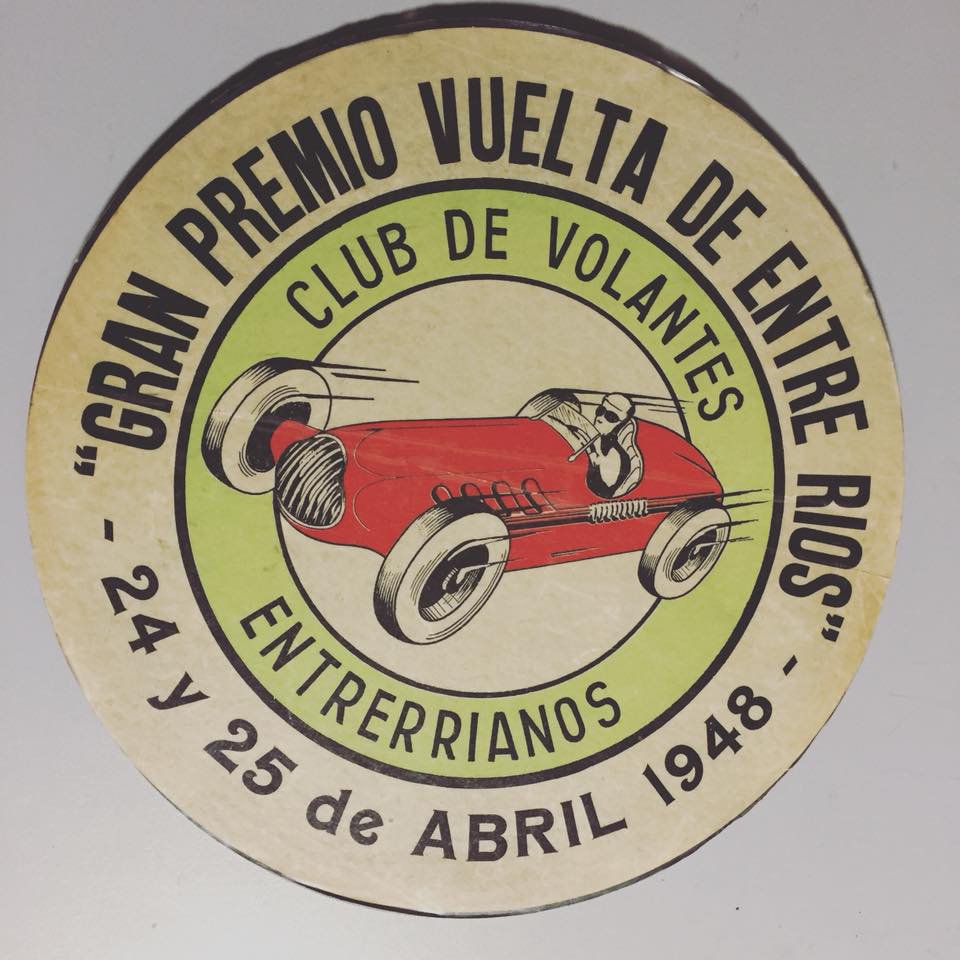 "GRAN PREMIO VUELTA DE ENTRE RIOS"
CLUB DE VOLANTES
ENTRERRIANOS
- 24 y 25 de ABRIL 1948 -